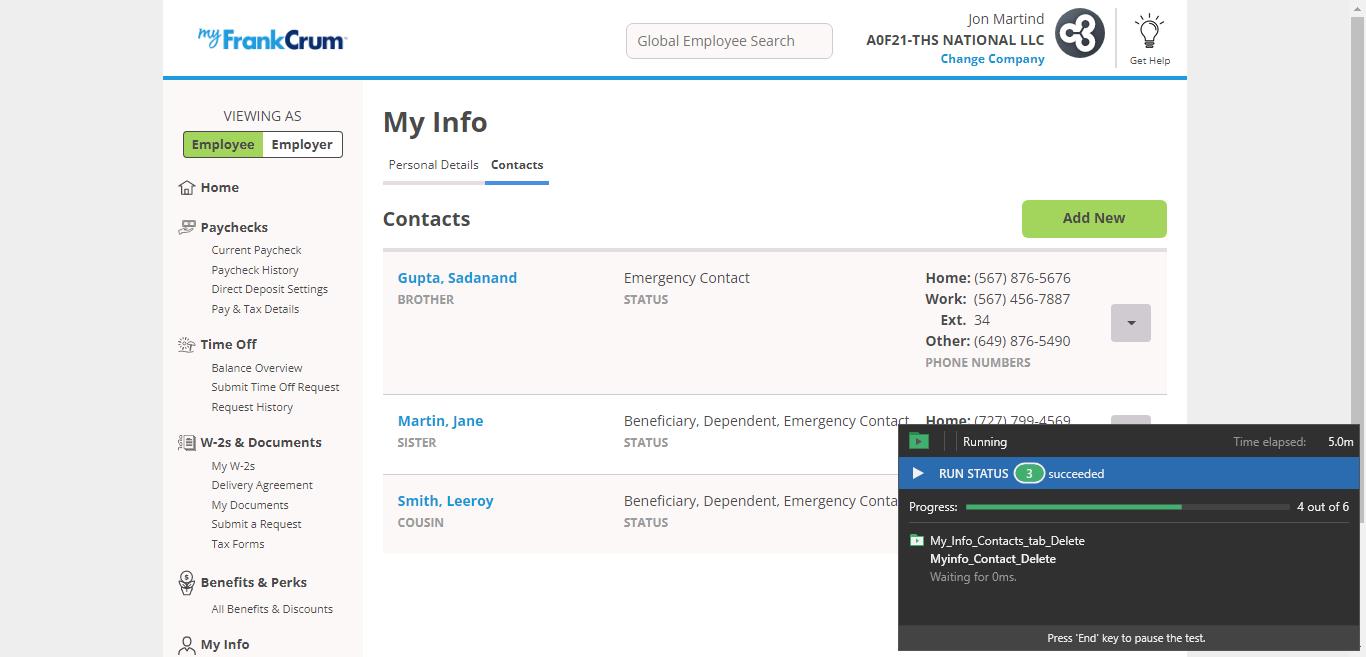 myFrankCrum
Global Employee Search
Jon Martind
A0F21-THS NATIONAL LLC
Change Company
Get Help
VIEWING AS
Employee
Employer
Home
Paychecks
Current Paycheck
Paycheck History
Direct Deposit Settings
Pay & Tax Details
Time Off
Balance Overview
Submit Time Off Request
Request History
W-2s & Documents
My W-2s
Delivery Agreement
My Documents
Submit a Request
Tax Forms
Benefits & Perks
All Benefits & Discounts
My Info
My Info
Personal Details
Contacts
Contacts
Add New
Gupta, Sadanand
BROTHER
Emergency Contact
STATUS
Home: (567) 876-5676
Work: (567) 456-7887
Ext. 34
Other: (649) 876-5490
PHONE NUMBERS
Martin, Jane
SISTER
Beneficiary, Dependent, Emergency Contact
STATUS
Home: (727) 799-4569
Smith, Leeroy
COUSIN
Beneficiary, Dependent, Emergency Conta
STATUS
Running
Time elapsed: 5.0m
RUN STATUS 3 succeeded
Progress: 4 out of 6
My_Info_Contacts_tab_Delete
Myinfo_Contact_Delete
Waiting for 0ms.
Press 'End' key to pause the test.